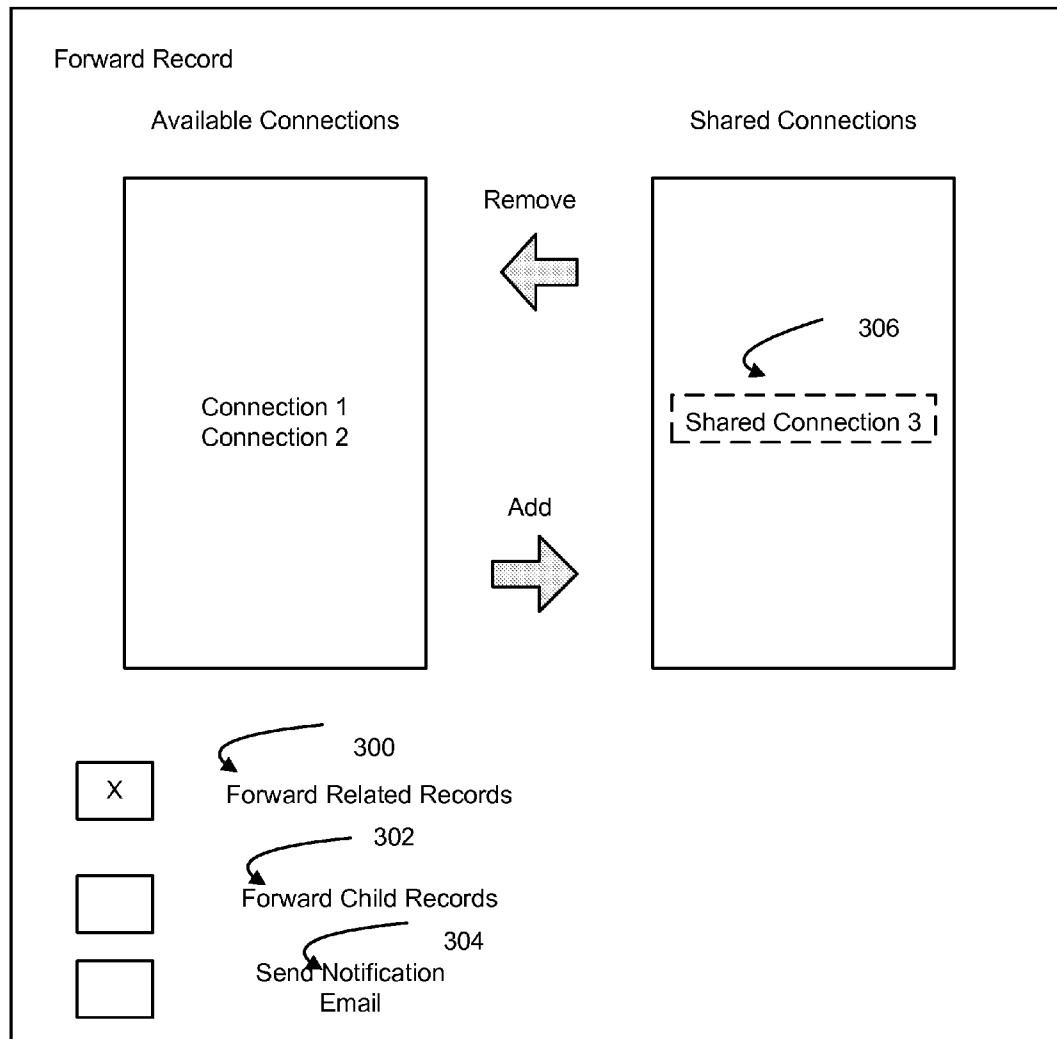 Forward Record
Available Connections
Shared Connections
Remove
306
Connection 1
Connection 2
Shared Connection 3
Add
300
X
Forward Related Records
302
Forward Child Records
304
Send Notification
Email